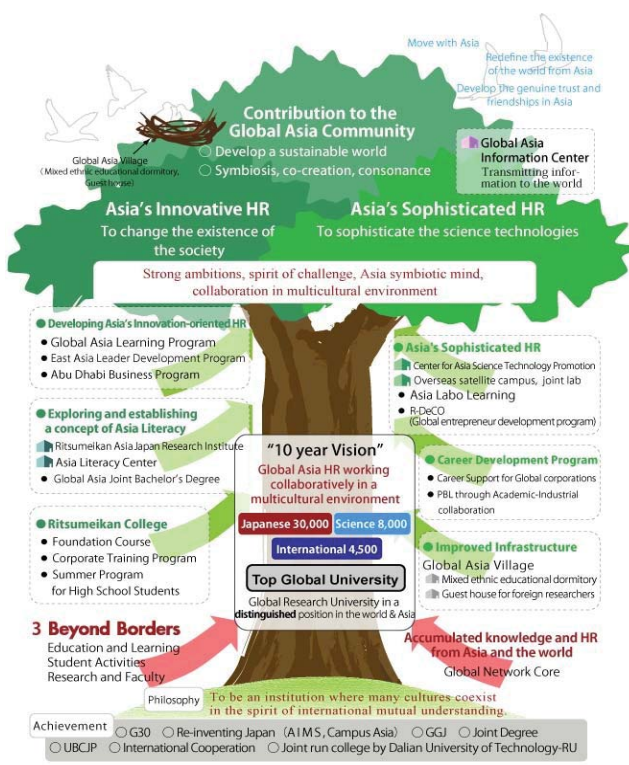 Move with Asia
Redefine the existence
of the world from Asia
Develop the genuine trust and
friendships in Asia
Contribution to the
Global Asia Community
○ Develop a sustainable world
○ Symbiosis, co-creation, consonance
Global Asia Village
(Mixed ethnic educational dormitory,
Guest house)
Global Asia
Information Center
Transmitting infor-
mation to the world
Asia's Innovative HR
To change the existence of
the society
Asia's Sophisticated HR
To sophisticate the science technologies
Strong ambitions, spirit of challenge, Asia symbiotic mind,
collaboration in multicultural environment
● Developing Asia's Innovation-oriented HR
● Global Asia Learning Program
● East Asia Leader Development Program
● Abu Dhabi Business Program
● Exploring and establishing
a concept of Asia Literacy
Ritsumeikan Asia Japan Research Institute
Asia Literacy Center
● Global Asia Joint Bachelor's Degree
● Ritsumeikan College
● Foundation Course
● Corporate Training Program
● Summer Program
for High School Students
● Asia's Sophisticated HR
Center for Asia Science Technology Promotion
Overseas satellite campus, joint lab
● Asia Labo Learning
● R-DeCO
(Global entrepreneur development program)
● Career Development Program
● Career Support for Global corporations
● PBL through Academic-Industrial
collaboration
● Improved Infrastructure
Global Asia Village
Mixed ethnic educational dormitory
Guest house for foreign researchers
"10 year Vision"
Global Asia HR working
collaboratively in a
multicultural environment
Japanese 30,000 Science 8,000
International 4,500
Top Global University
Global Research University in a
distinguished position in the world & Asia
3 Beyond Borders
Education and Learning
Student Activities
Research and Faculty
Accumulated knowledge and HR
from Asia and the world
Global Network Core
Philosophy
To be an institution where many cultures coexist
in the spirit of international mutual understanding.
Achievement
○ G30 ○ Re-inventing Japan (AIMS, Campus Asia) ○ GGJ ○ Joint Degree
○ UBCJP ○ International Cooperation ○ Joint run college by Dalian University of Technology-RU